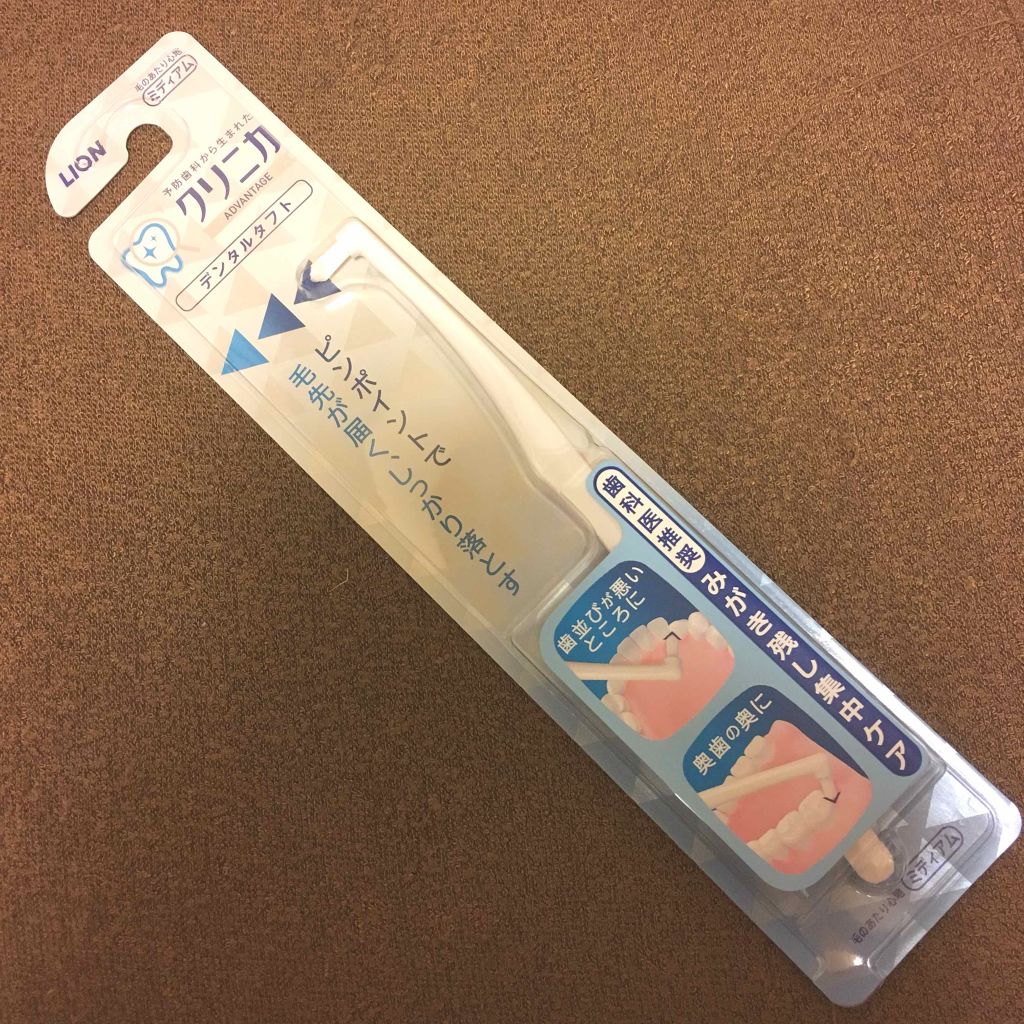 毛のあたり心地
ミディアム
LION
予防歯科から生まれた
クリニカ
ADVANTAGE
デンタルタフト
ピンポイントで
毛先が届く、しっかり落とす
歯科医推奨
みがき残し集中ケア
歯並びが悪い
ところに
奥歯の奥に
毛のあたり心地
ミディアム